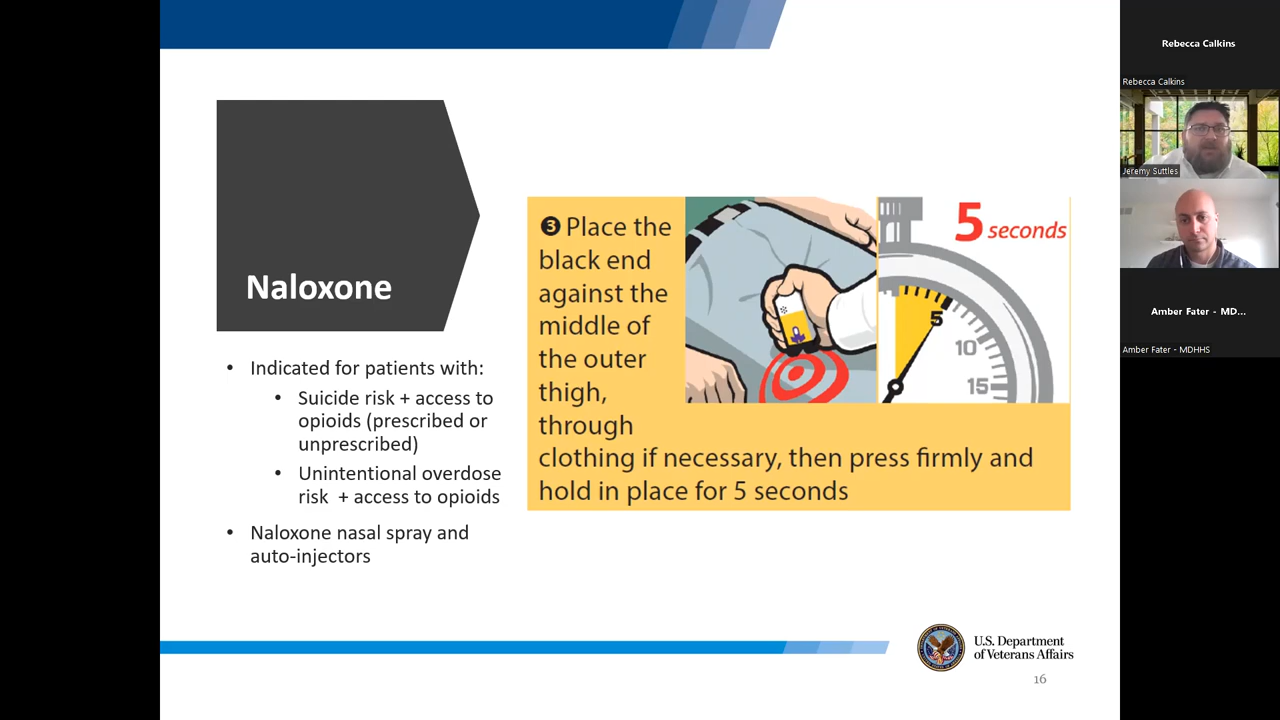 Naloxone
• Indicated for patients with:
• Suicide risk + access to
opioids (prescribed or
unprescribed)
• Unintentional overdose
risk + access to opioids
• Naloxone nasal spray and
auto-injectors
❸ Place the
black end
against the
middle of
the outer
thigh,
through
clothing if necessary, then press firmly and
hold in place for 5 seconds
5 seconds
5
10
15
U.S. Department
of Veterans Affairs
16
Rebecca Calkins
Rebecca Calkins
Jeremy Suttles
Amber Fater - MD...
Amber Fater - MDHHS